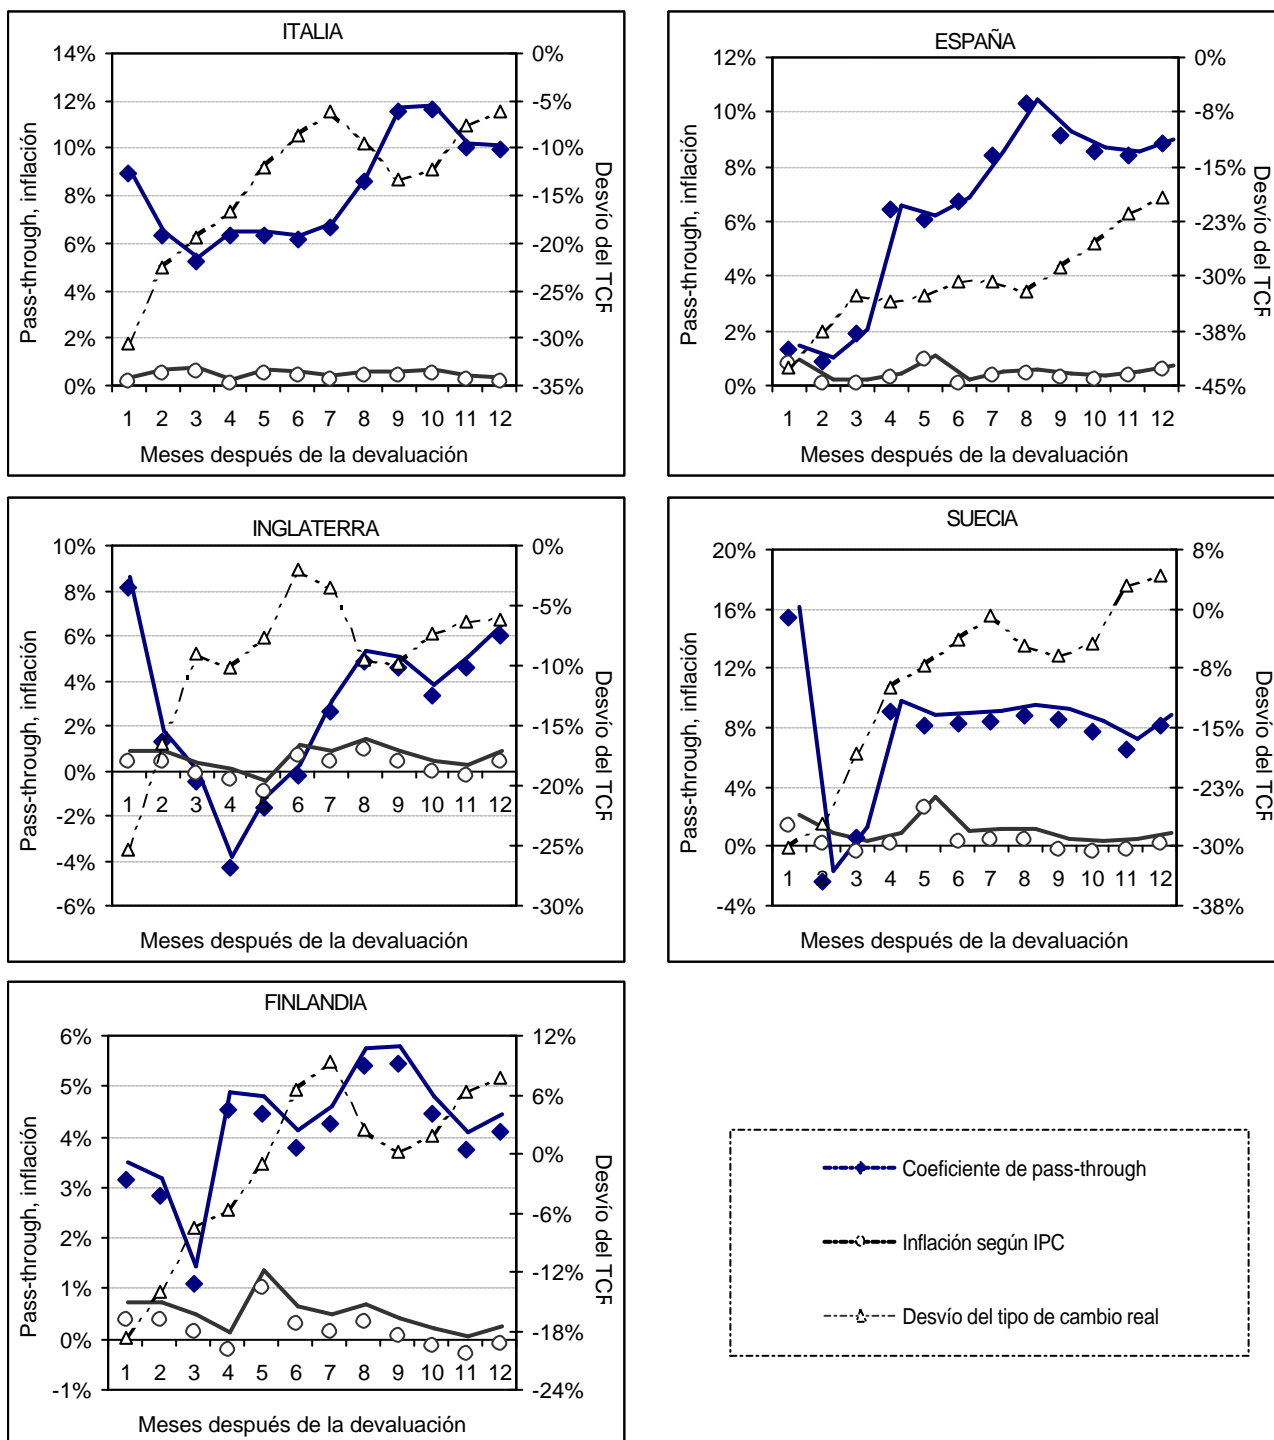 ITALIA
14%
12%
10%
8%
6%
4%
2%
0%
0%
-5%
-10%
-15%
-20%
-25%
-30%
-35%
Pass-through, inflación
Desvío del TCR
1 2 3 4 5 6 7 8 9 10 11 12
Meses después de la devaluación
ESPAÑA
12%
10%
8%
6%
4%
2%
0%
0%
-8%
-15%
-23%
-30%
-38%
-45%
Pass-through, inflación
Desvío del TCR
1 2 3 4 5 6 7 8 9 10 11 12
Meses después de la devaluación
INGLATERRA
10%
8%
6%
4%
2%
0%
-2%
-4%
-6%
0%
-5%
-10%
-15%
-20%
-25%
-30%
Pass-through, inflación
Desvío del TCR
1 2 3 4 5 6 7 8 9 10 11 12
Meses después de la devaluación
SUECIA
20%
16%
12%
8%
4%
0%
-4%
8%
0%
-8%
-15%
-23%
-30%
-38%
Pass-through, inflación
Desvío del TCR
1 2 3 4 5 6 7 8 9 10 11 12
Meses después de la devaluación
FINLANDIA
6%
5%
4%
3%
2%
1%
0%
-1%
12%
6%
0%
-6%
-12%
-18%
-24%
Pass-through, inflación
Desvío del TCR
1 2 3 4 5 6 7 8 9 10 11 12
Meses después de la devaluación
Coeficiente de pass-through
Inflación según IPC
Desvío del tipo de cambio real